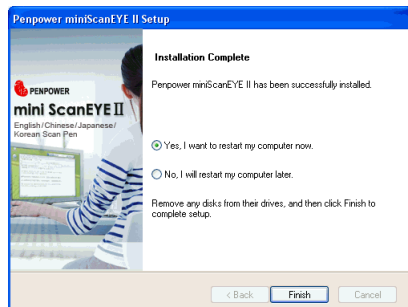 Penpower miniScanEYE II Setup
PENPOWER
mini ScanEYE II
English/Chinese/Japanese/
Korean Scan Pen
Installation Complete
Penpower miniScanEYE II has been successfully installed.
Yes, I want to restart my computer now.
No, I will restart my computer later.
Remove any disks from their drives, and then click Finish to
complete setup.
< Back
Finish
Cancel